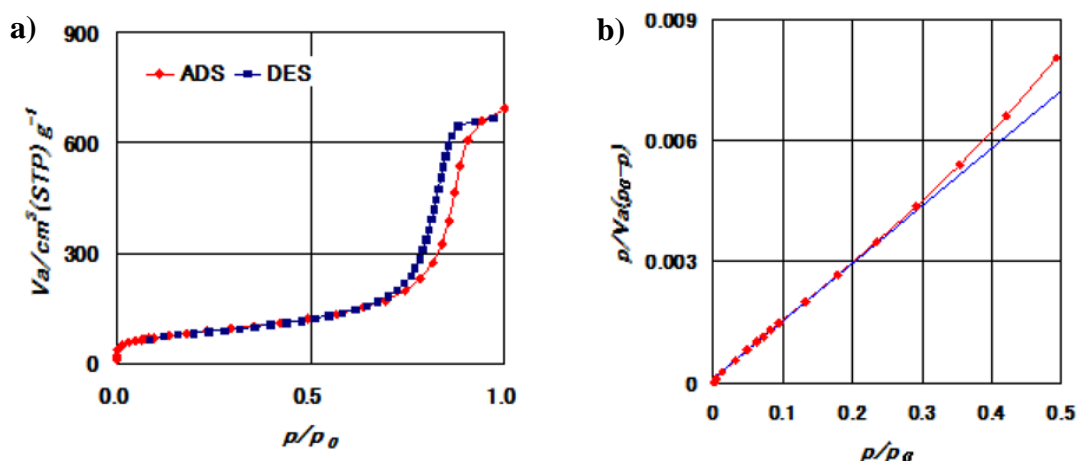 a)
900
600
300
0
Va/cm³(STP) g⁻¹
ADS DES
0.0 0.5 1.0
p/p₀
b)
0.009
0.006
0.003
0
p/Va(p₀-p)
0 0.1 0.2 0.3 0.4 0.5
p/p₀